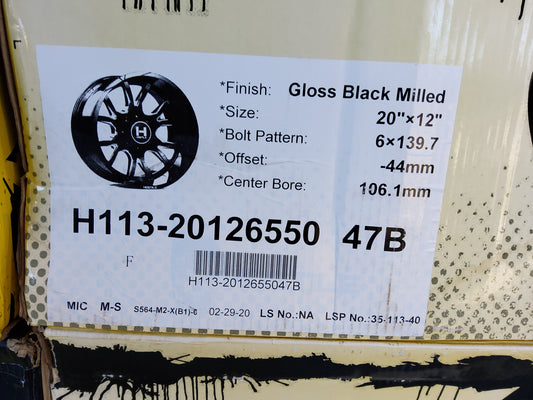 *Finish: Gloss Black Milled
*Size: 20"×12"
*Bolt Pattern: 6×139.7
*Offset: -44mm
*Center Bore: 106.1mm
H
H113-20126550 47B
F
H113-2012655047B
MIC M-S S564-M2-X(B1)-6 02-29-20 LS No.:NA LSP No.:35-113-40